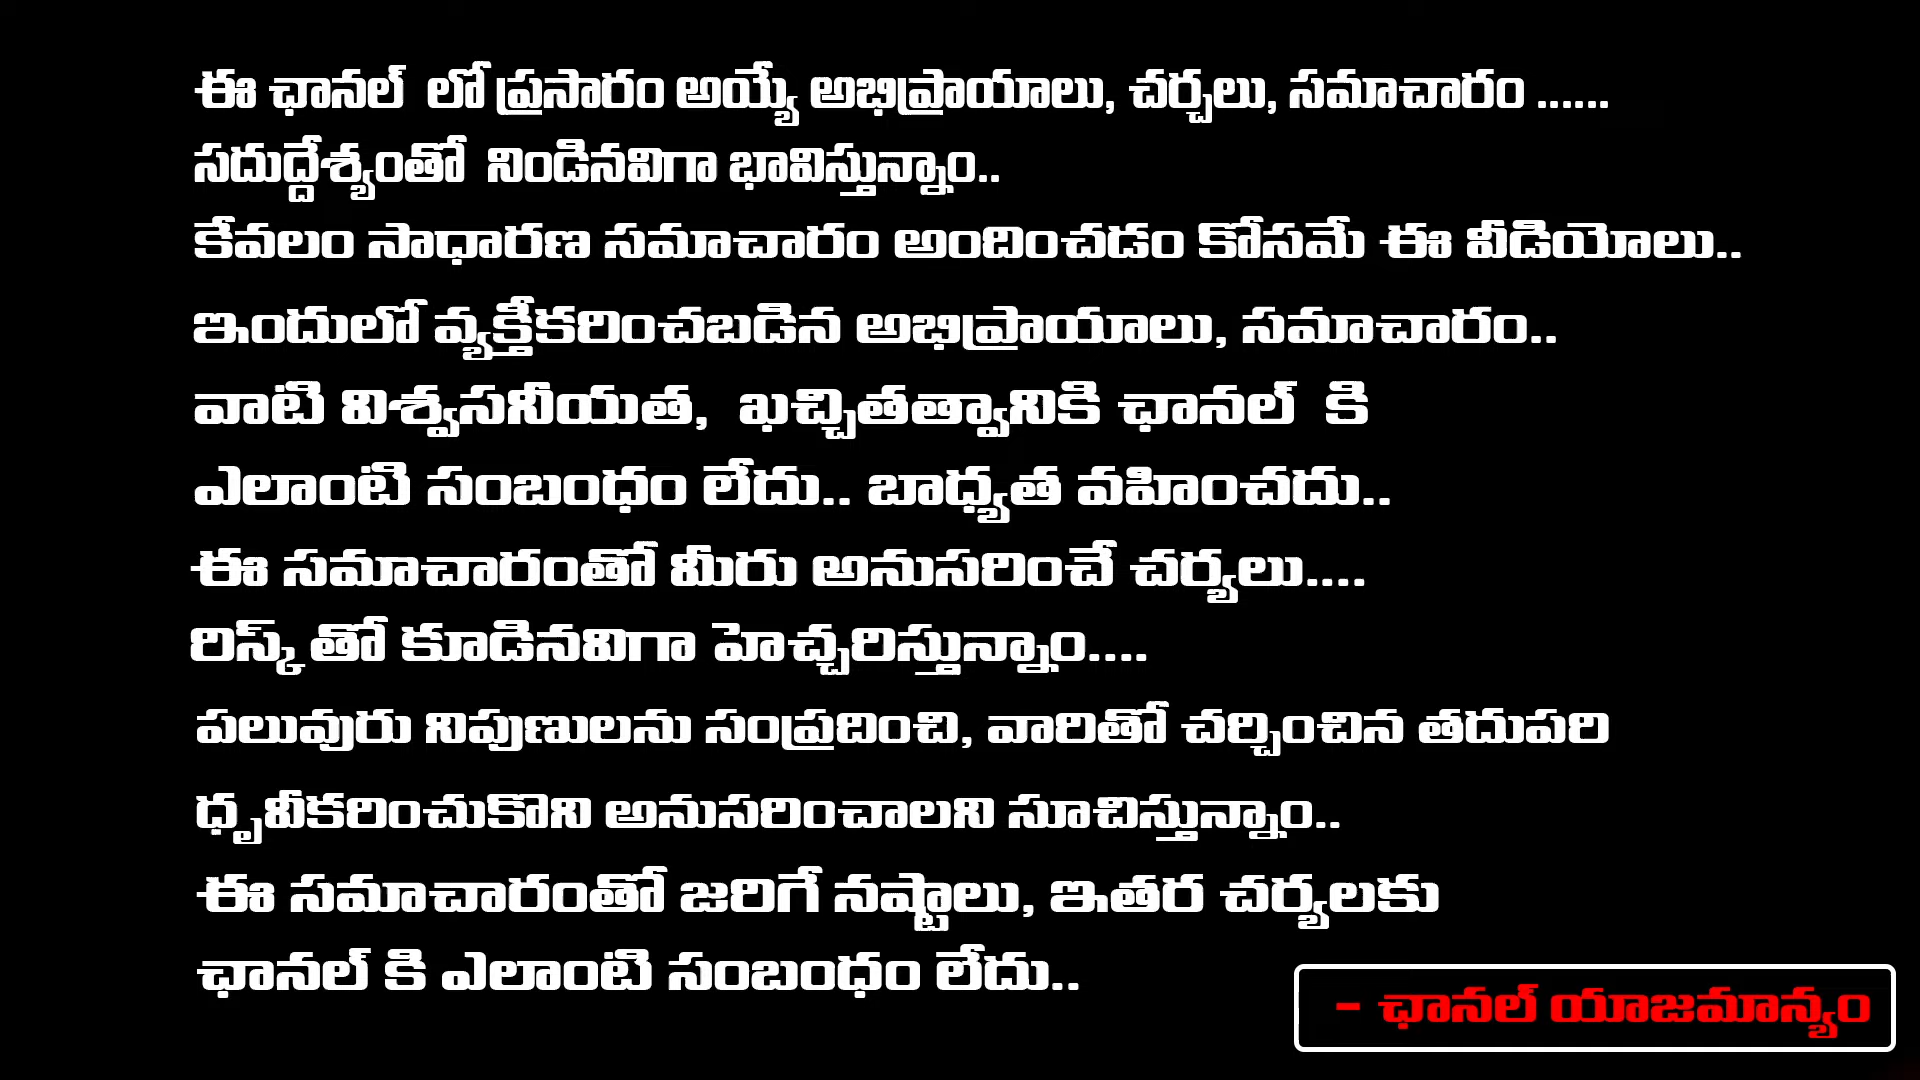 ఈ ఛానల్ లో ప్రసారం అయ్యే అభిప్రాయాలు, చర్చలు, సమాచారం ......
సదుద్దేశ్యంతో నిండినవిగా భావిస్తున్నాం..
కేవలం సాధారణ సమాచారం అందించడం కోసమే ఈ వీడియోలు..
ఇందులో వ్యక్తీకరించబడిన అభిప్రాయాలు, సమాచారం..
వాటి విశ్వసనీయత, ఖచ్చితత్వానికి ఛానల్ కి
ఎలాంటి సంబంధం లేదు.. బాధ్యత వహించదు..
ఈ సమాచారంతో మీరు అనుసరించే చర్యలు....
రిస్క్ తో కూడినవిగా హెచ్చరిస్తున్నాం....
పలువురు నిపుణులను సంప్రదించి, వారితో చర్చించిన తదుపరి
ధృవీకరించుకొని అనుసరించాలని సూచిస్తున్నాం..
ఈ సమాచారంతో జరిగే నష్టాలు, ఇతర చర్యలకు
ఛానల్ కి ఎలాంటి సంబంధం లేదు..
- ఛానల్ యాజమాన్యం